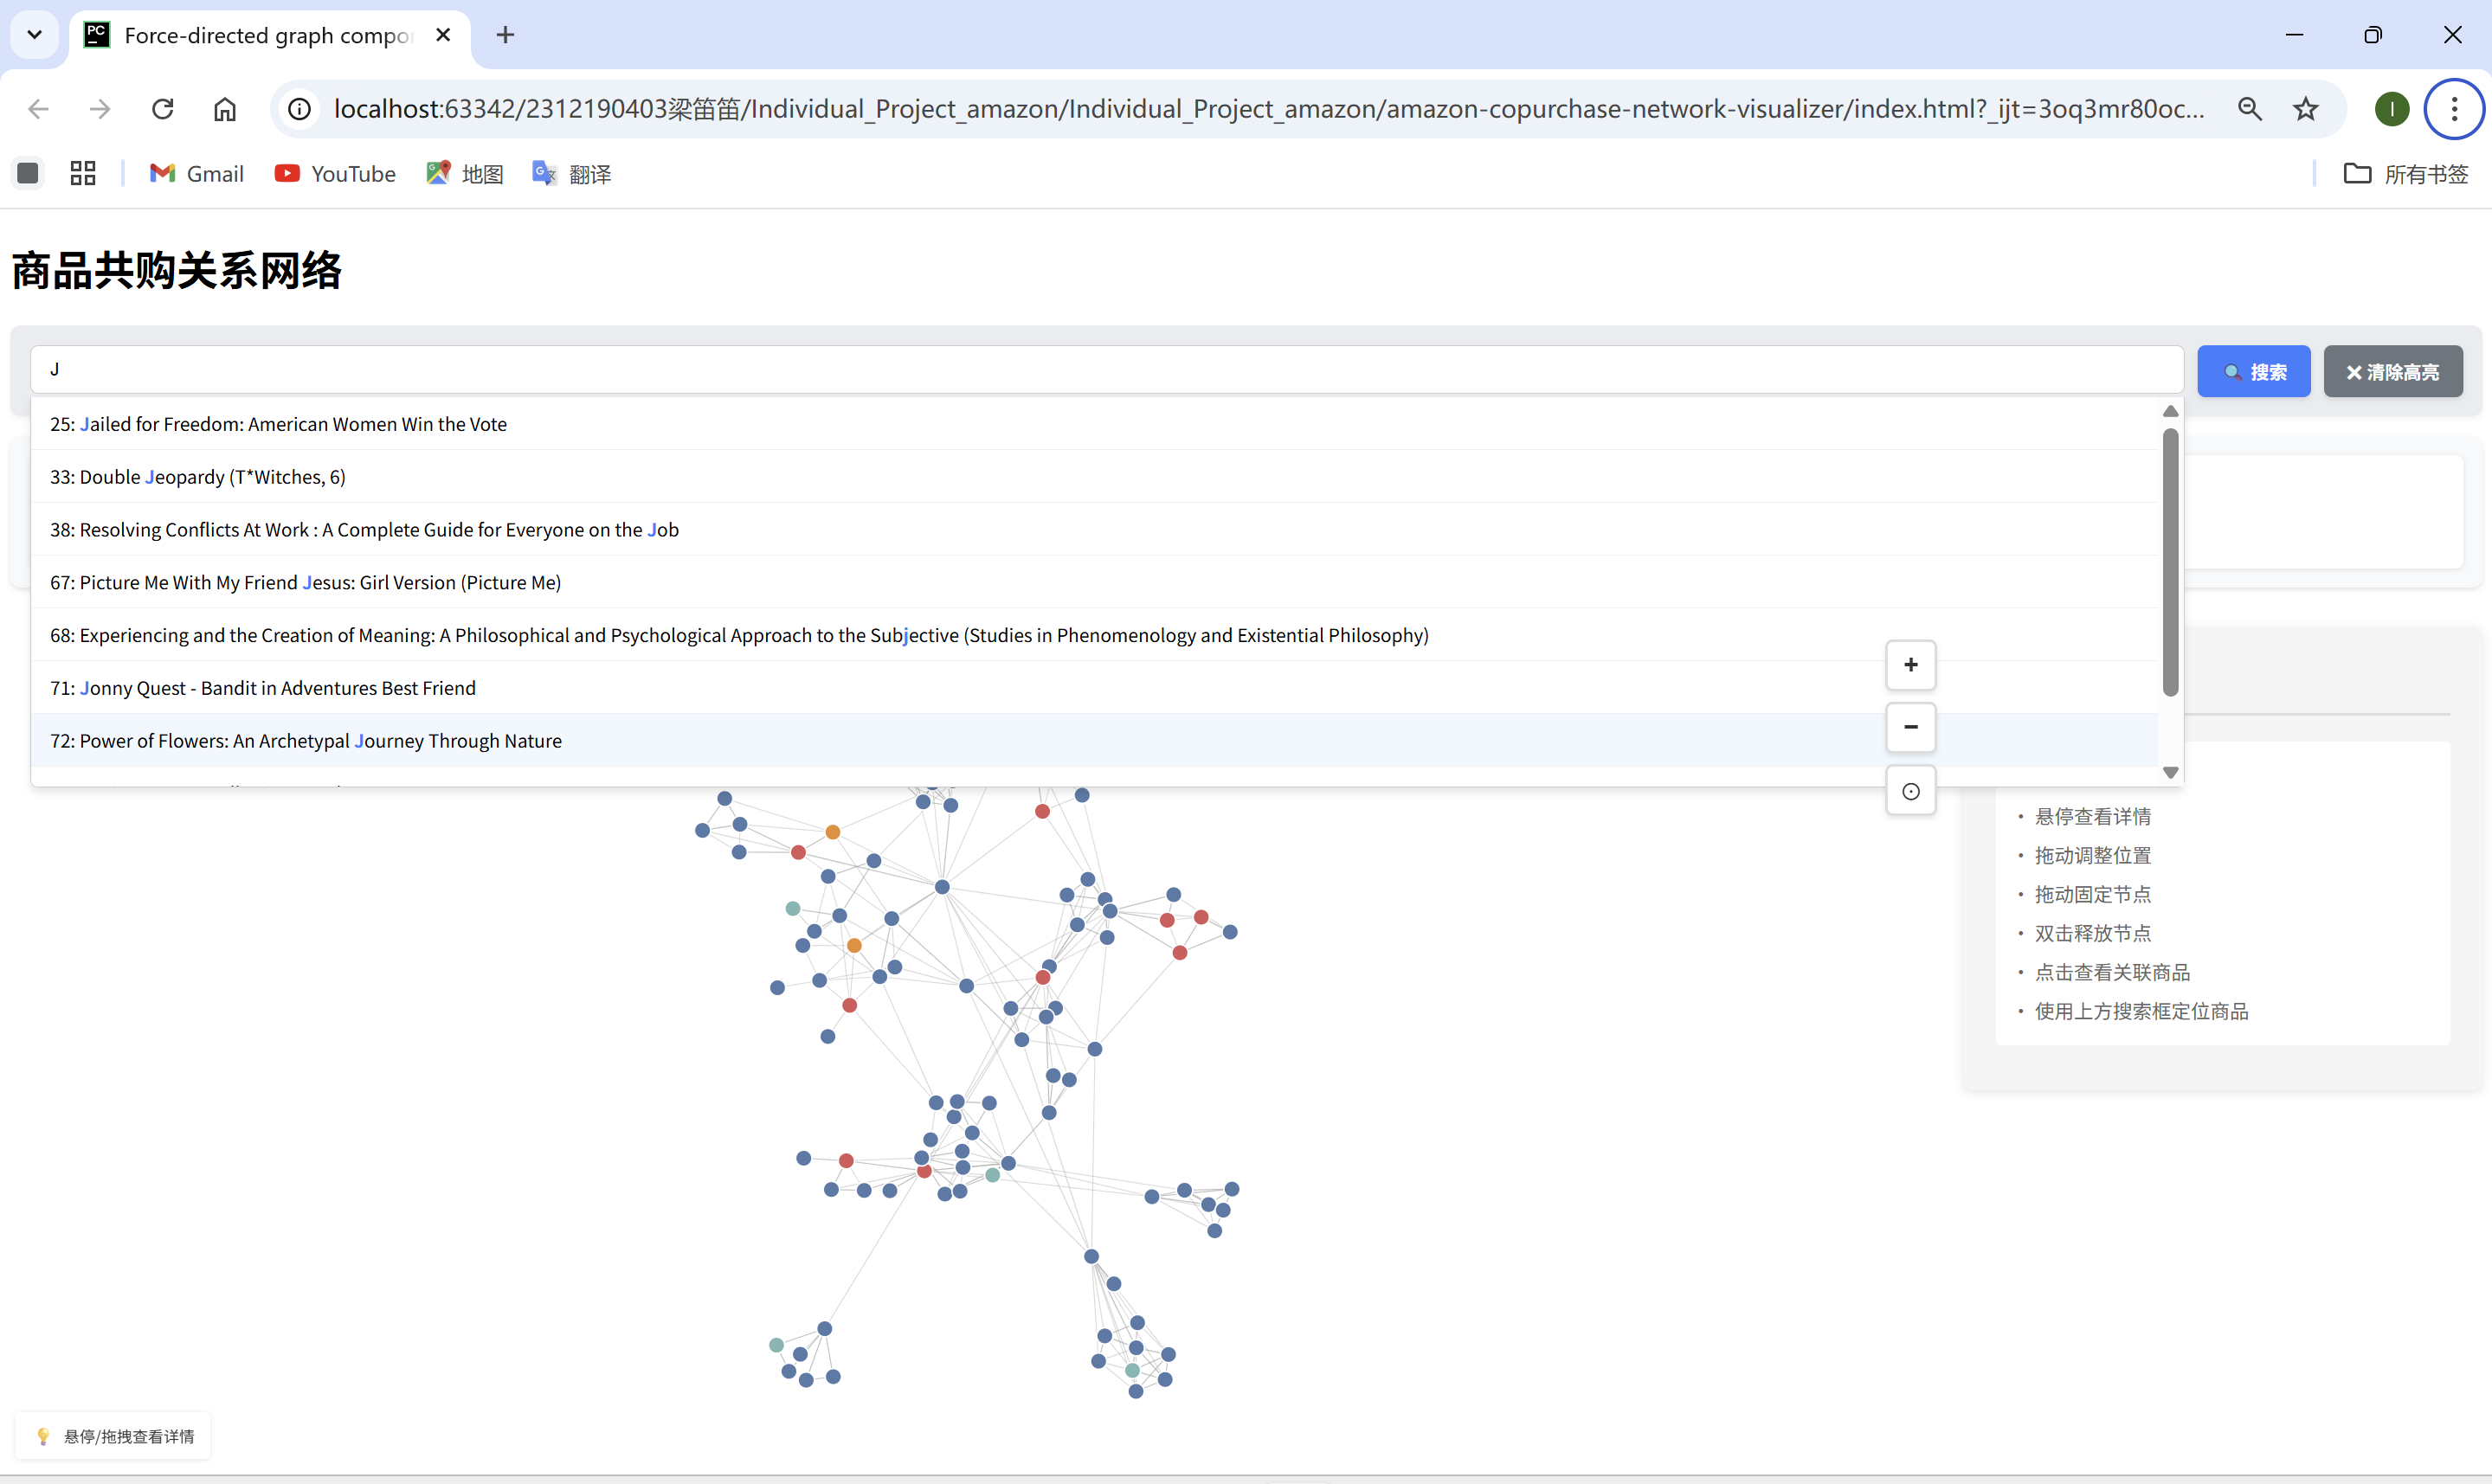 PC
Force-directed graph compo
localhost:63342/2312190403梁笛笛/Individual_Project_amazon/Individual_Project_amazon/amazon-copurchase-network-visualizer/index.html?_ijt=3oq3mr80oc...
I
Gmail
YouTube
地图
翻译
所有书签
商品共购关系网络
J
搜索
清除高亮
25: Jailed for Freedom: American Women Win the Vote
33: Double Jeopardy (T*Witches, 6)
38: Resolving Conflicts At Work : A Complete Guide for Everyone on the Job
67: Picture Me With My Friend Jesus: Girl Version (Picture Me)
68: Experiencing and the Creation of Meaning: A Philosophical and Psychological Approach to the Subjective (Studies in Phenomenology and Existential Philosophy)
71: Jonny Quest - Bandit in Adventures Best Friend
72: Power of Flowers: An Archetypal Journey Through Nature
+
−
• 悬停查看详情
• 拖动调整位置
• 拖动固定节点
• 双击释放节点
• 点击查看关联商品
• 使用上方搜索框定位商品
悬停/拖拽查看详情